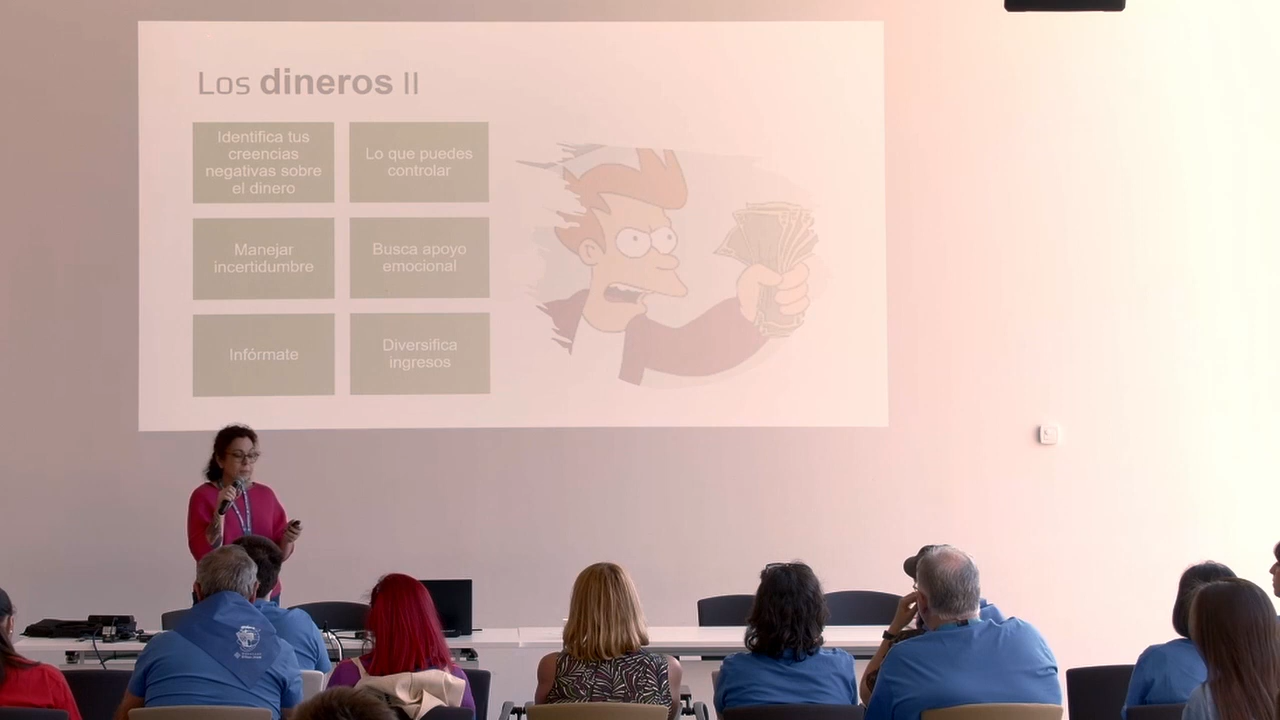 Los dineros II
Identifica tus
creencias
negativas sobre
el dinero
Lo que puedes
controlar
Manejar
incertidumbre
Busca apoyo
emocional
Infórmate
Diversifica
ingresos